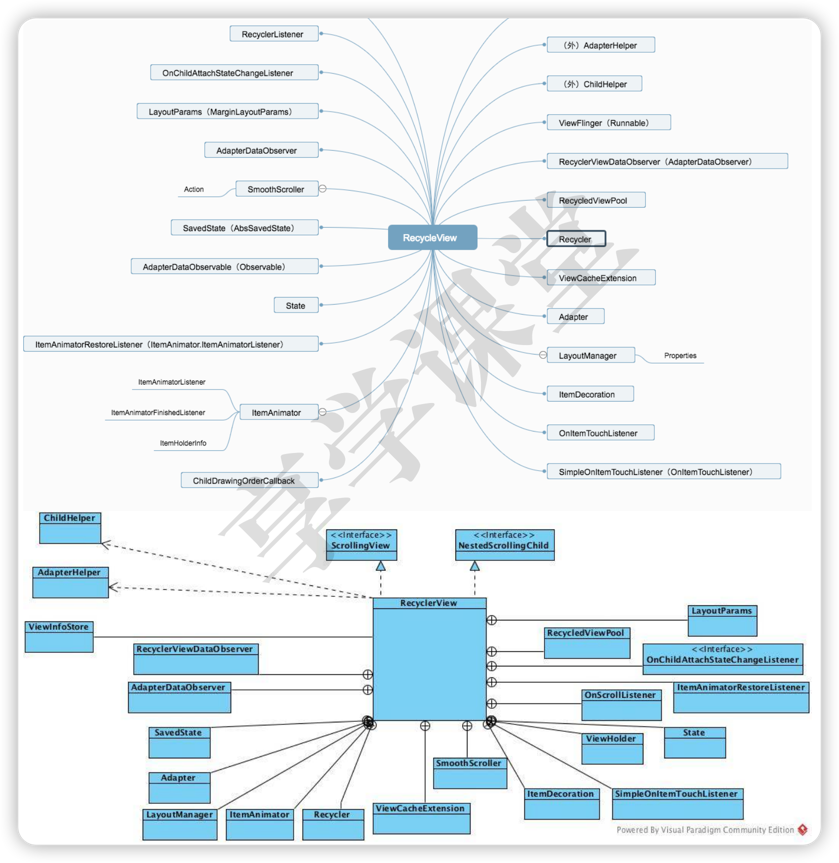 RecyclerListener
OnChildAttachStateChangeListener
LayoutParams（MarginLayoutParams）
AdapterDataObserver
Action
SmoothScroller
SavedState（AbsSavedState）
AdapterDataObservable（Observable）
State
ItemAnimatorRestoreListener（ItemAnimator.ItemAnimatorListener）
ItemAnimatorListener
ItemAnimatorFinishedListener
ItemHolderInfo
ItemAnimator
ChildDrawingOrderCallback
RecycleView
（外）AdapterHelper
（外）ChildHelper
ViewFlinger（Runnable）
RecyclerViewDataObserver（AdapterDataObserver）
RecycledViewPool
Recycler
ViewCacheExtension
Adapter
LayoutManager
Properties
ItemDecoration
OnItemTouchListener
SimpleOnItemTouchListener（OnItemTouchListener）
享学课堂
ChildHelper
AdapterHelper
ViewInfoStore
RecyclerViewDataObserver
AdapterDataObserver
SavedState
Adapter
LayoutManager
ItemAnimator
Recycler
ViewCacheExtension
SmoothScroller
<<Interface>>
ScrollingView
<<Interface>>
NestedScrollingChild
RecyclerView
LayoutParams
RecycledViewPool
<<Interface>>
OnChildAttachStateChangeListener
ItemAnimatorRestoreListener
OnScrollListener
ViewHolder
State
ItemDecoration
SimpleOnItemTouchListener
Powered By Visual Paradigm Community Edition